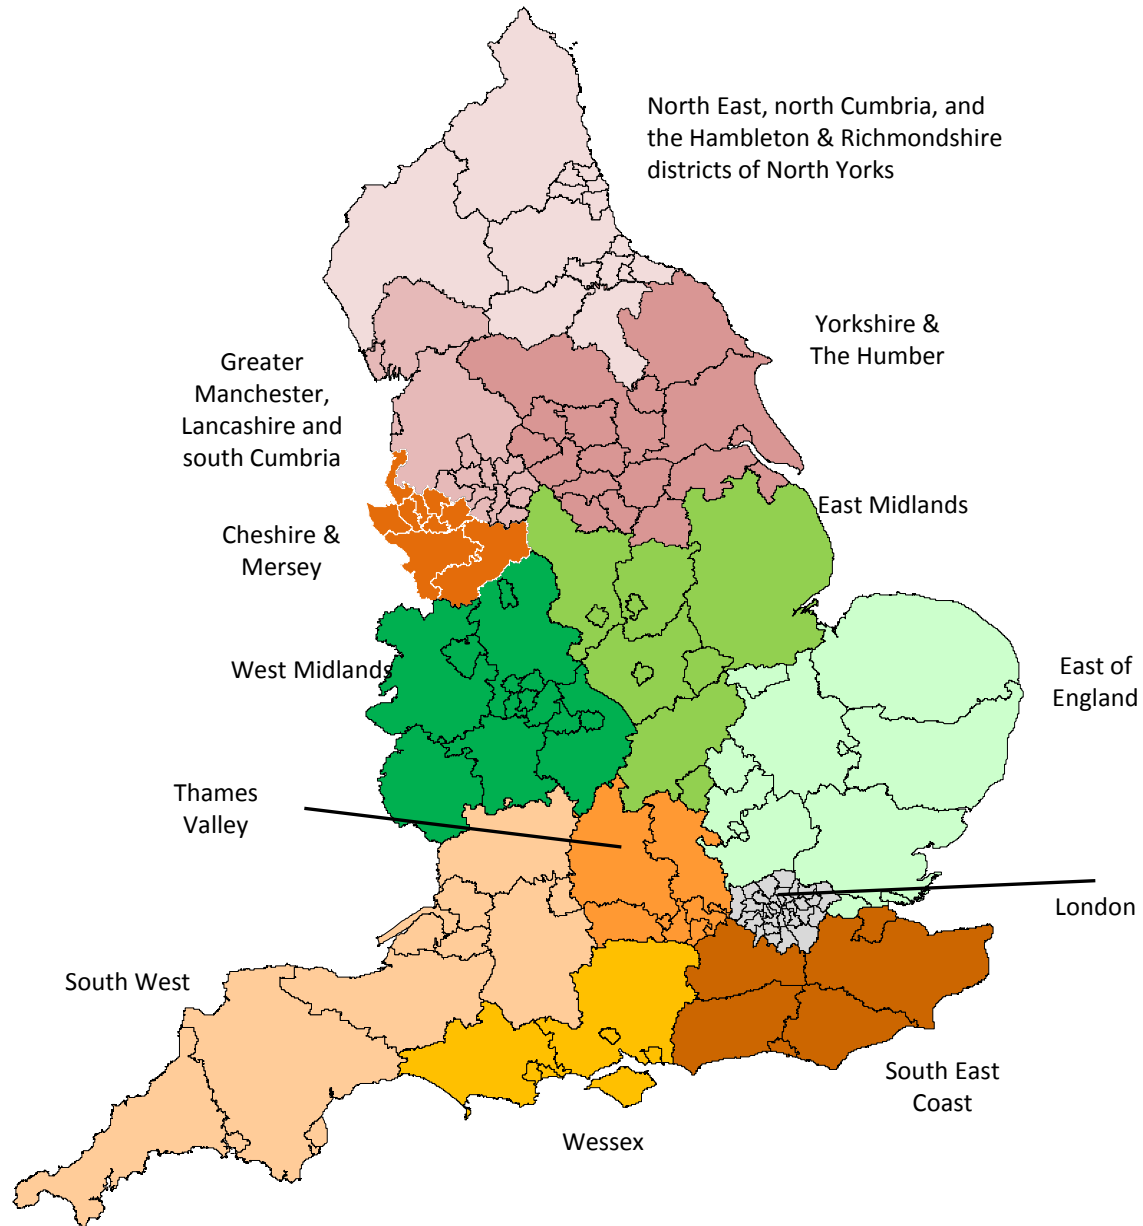 North East, north Cumbria, and
the Hambleton & Richmondshire
districts of North Yorks
Yorkshire &
The Humber
Greater
Manchester,
Lancashire and
south Cumbria
East Midlands
Cheshire &
Mersey
West Midlands
East of
England
Thames
Valley
London
South West
South East
Coast
Wessex